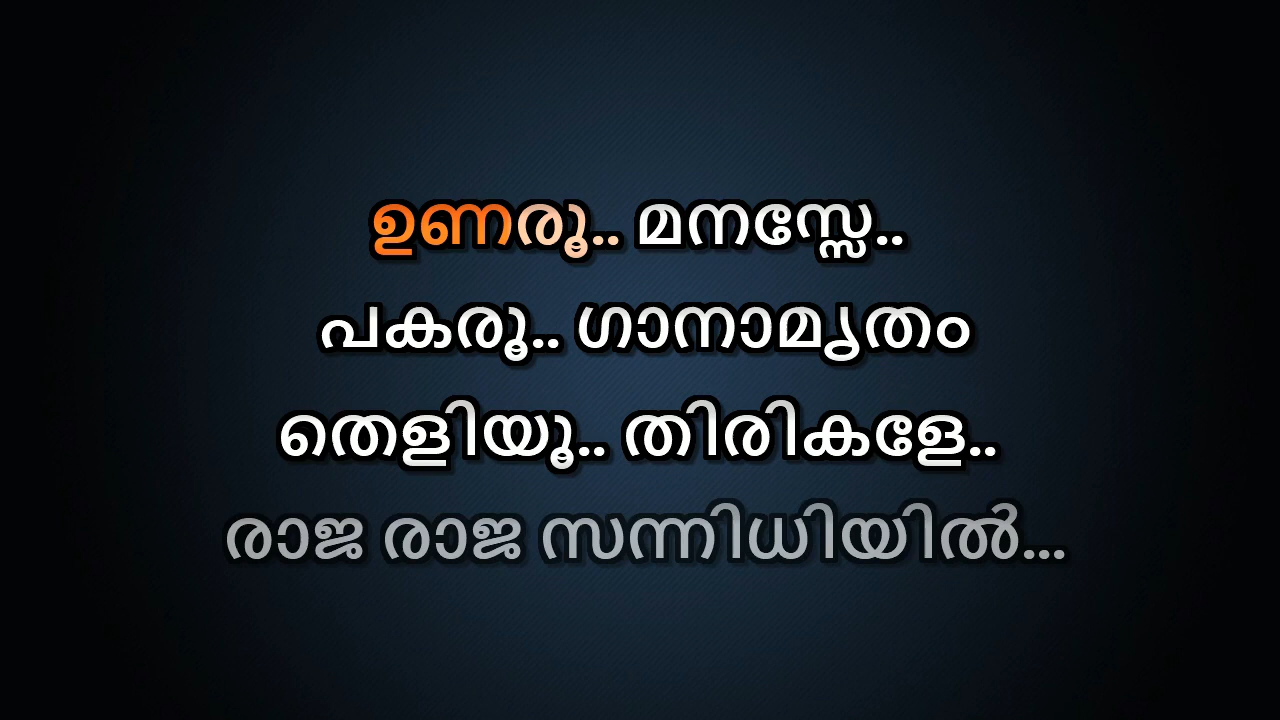 ഉണരൂ.. മനസ്സേ..
പകരൂ.. ഗാനാമൃതം
തെളിയൂ.. തിരികളേ..
രാജ രാജ സന്നിധിയിൽ...